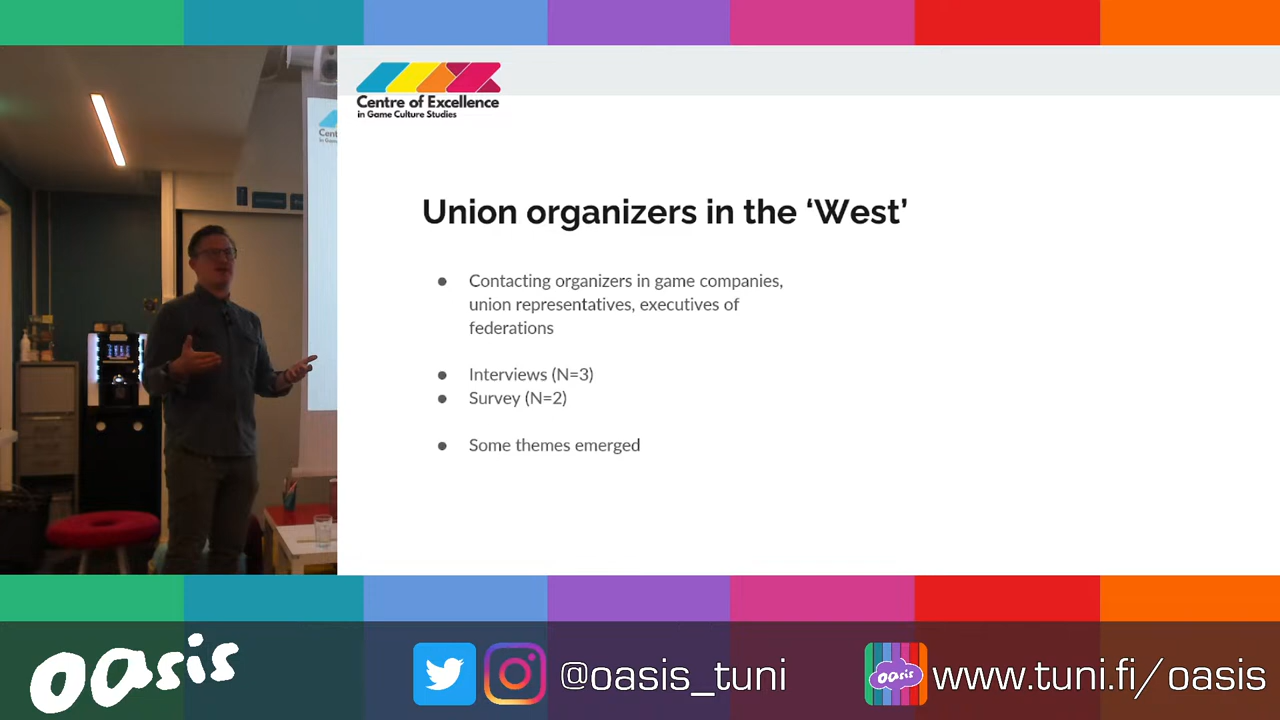 Centre of Excellence
in Game Culture Studies
Union organizers in the ‘West’
● Contacting organizers in game companies,
union representatives, executives of
federations
● Interviews (N=3)
● Survey (N=2)
● Some themes emerged
oasis
@oasis_tuni
oasis
www.tuni.fi/oasis